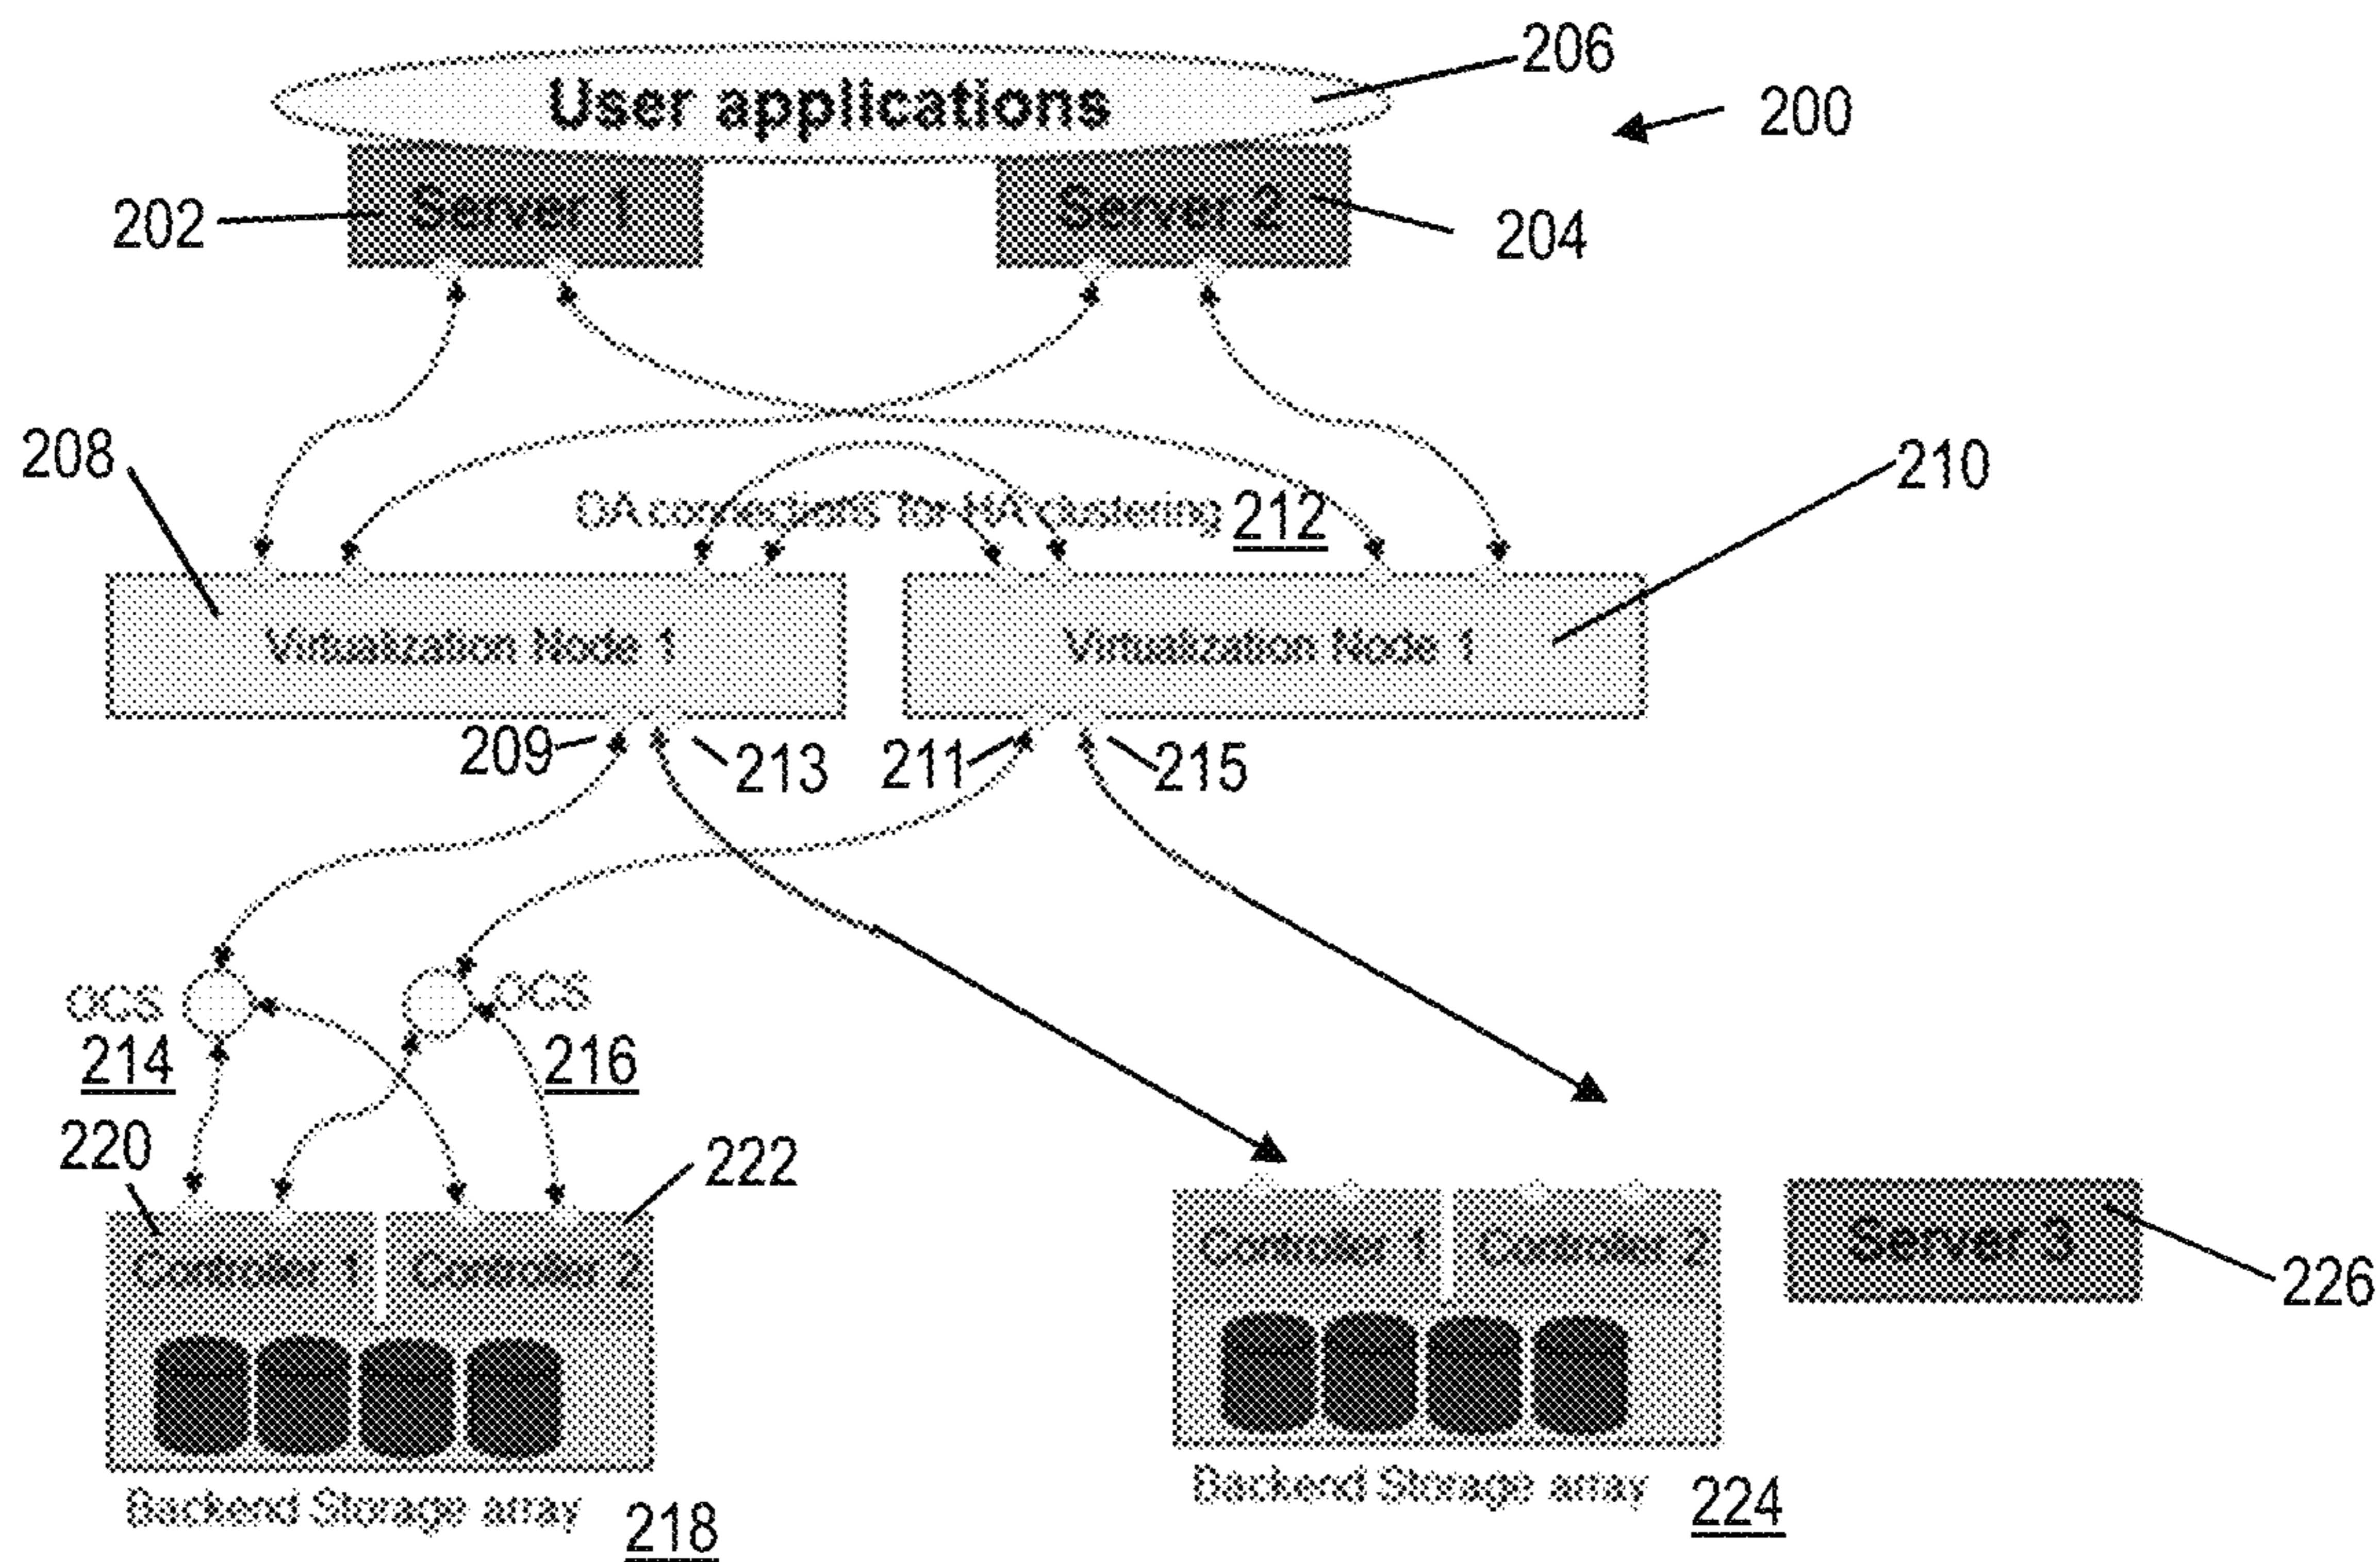 User applications
206
200
Server 1
Server 2
202
204
208
210
OA connections for HA clustering 212
Virtualization Node 1
Virtualization Node 1
209
213
211
215
OCS
OCS
214
216
220
222
Controller 1
Controller 2
Controller 1
Controller 2
Server 3
226
Backend Storage array 218
Backend Storage array 224